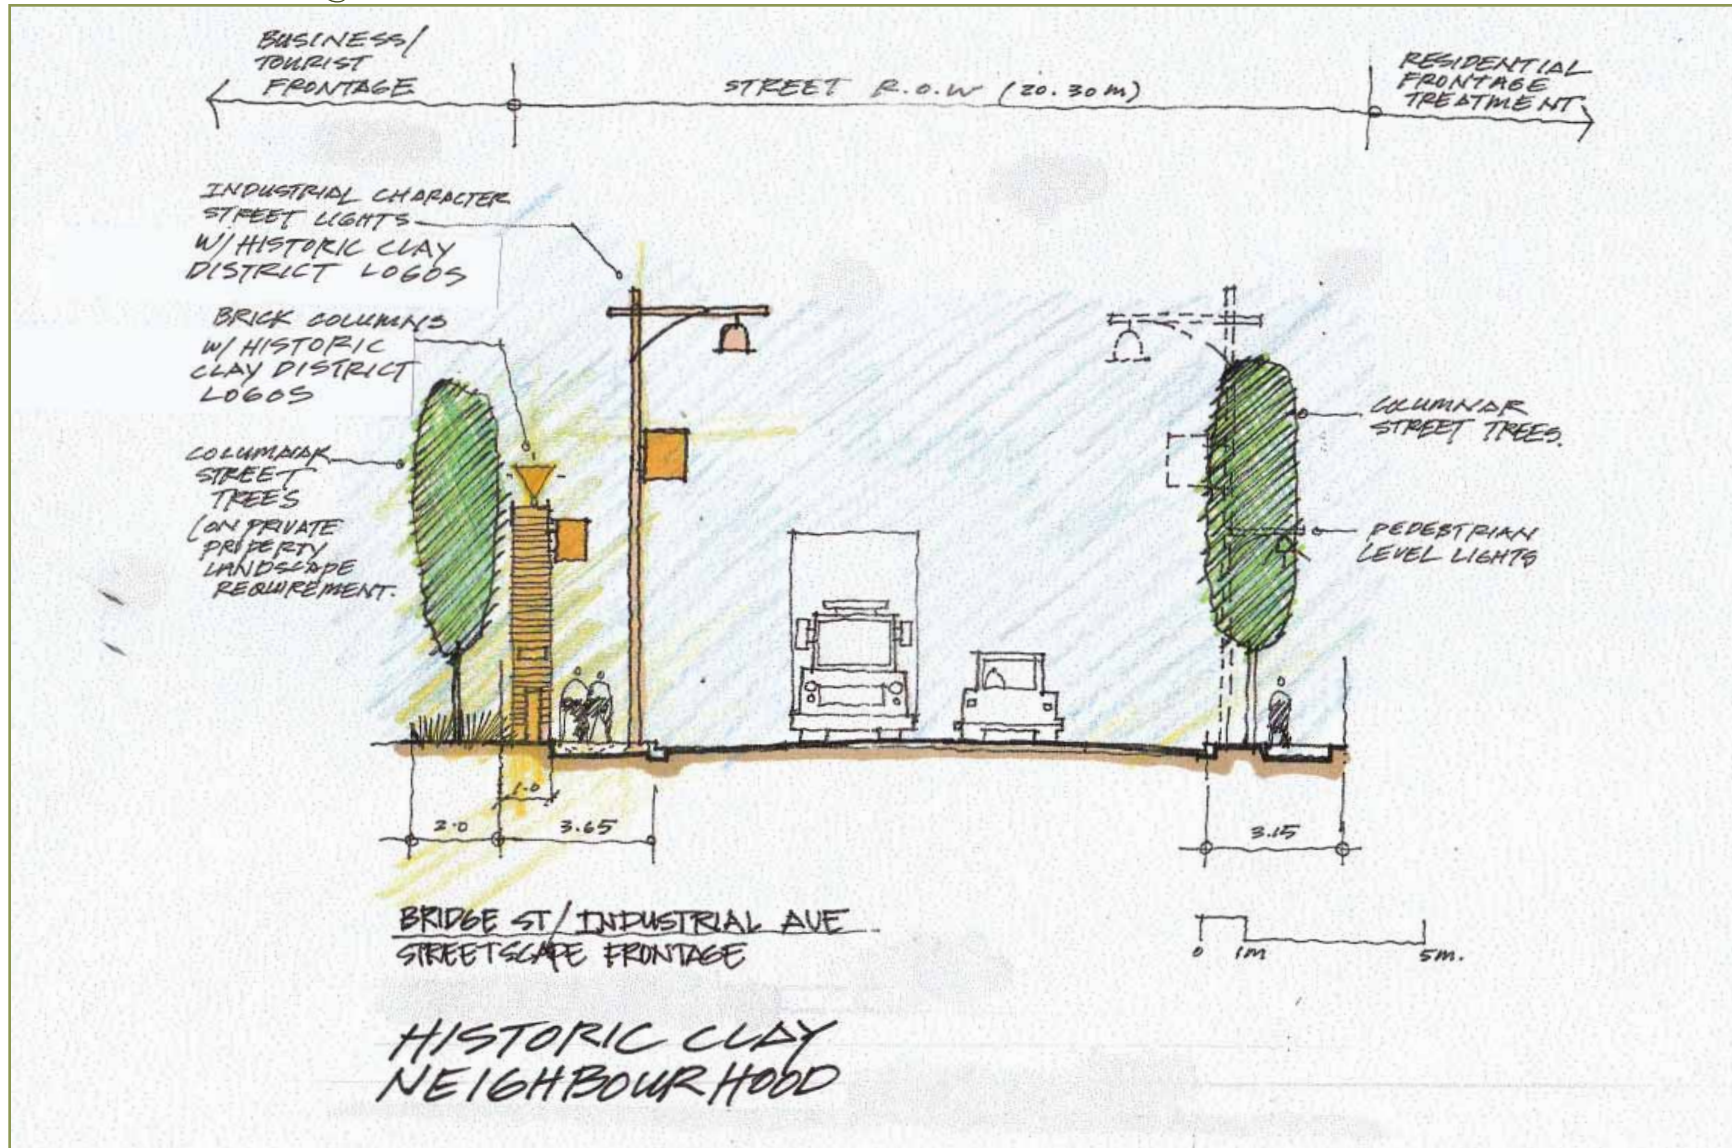 BUSINESS/
TOURIST
FRONTAGE
STREET R.O.W (20.30m)
RESIDENTIAL
FRONTAGE
TREATMENT.
INDUSTRIAL CHARACTER
STREET LIGHTS
W/ HISTORIC CLAY
DISTRICT LOGOS
BRICK COLUMNS
W/ HISTORIC
CLAY DISTRICT
LOGOS
COLUMNAR
STREET
TREES
(ON PRIVATE
PROPERTY
LANDSCAPE
REQUIREMENT.
COLUMNAR
STREET TREES.
PEDESTRIAN
LEVEL LIGHTS
1.0
2.0
3.65
3.15
BRIDGE ST/INDUSTRIAL AVE
STREETSCAPE FRONTAGE
0 1m 5m.
HISTORIC CLAY
NEIGHBOURHOOD